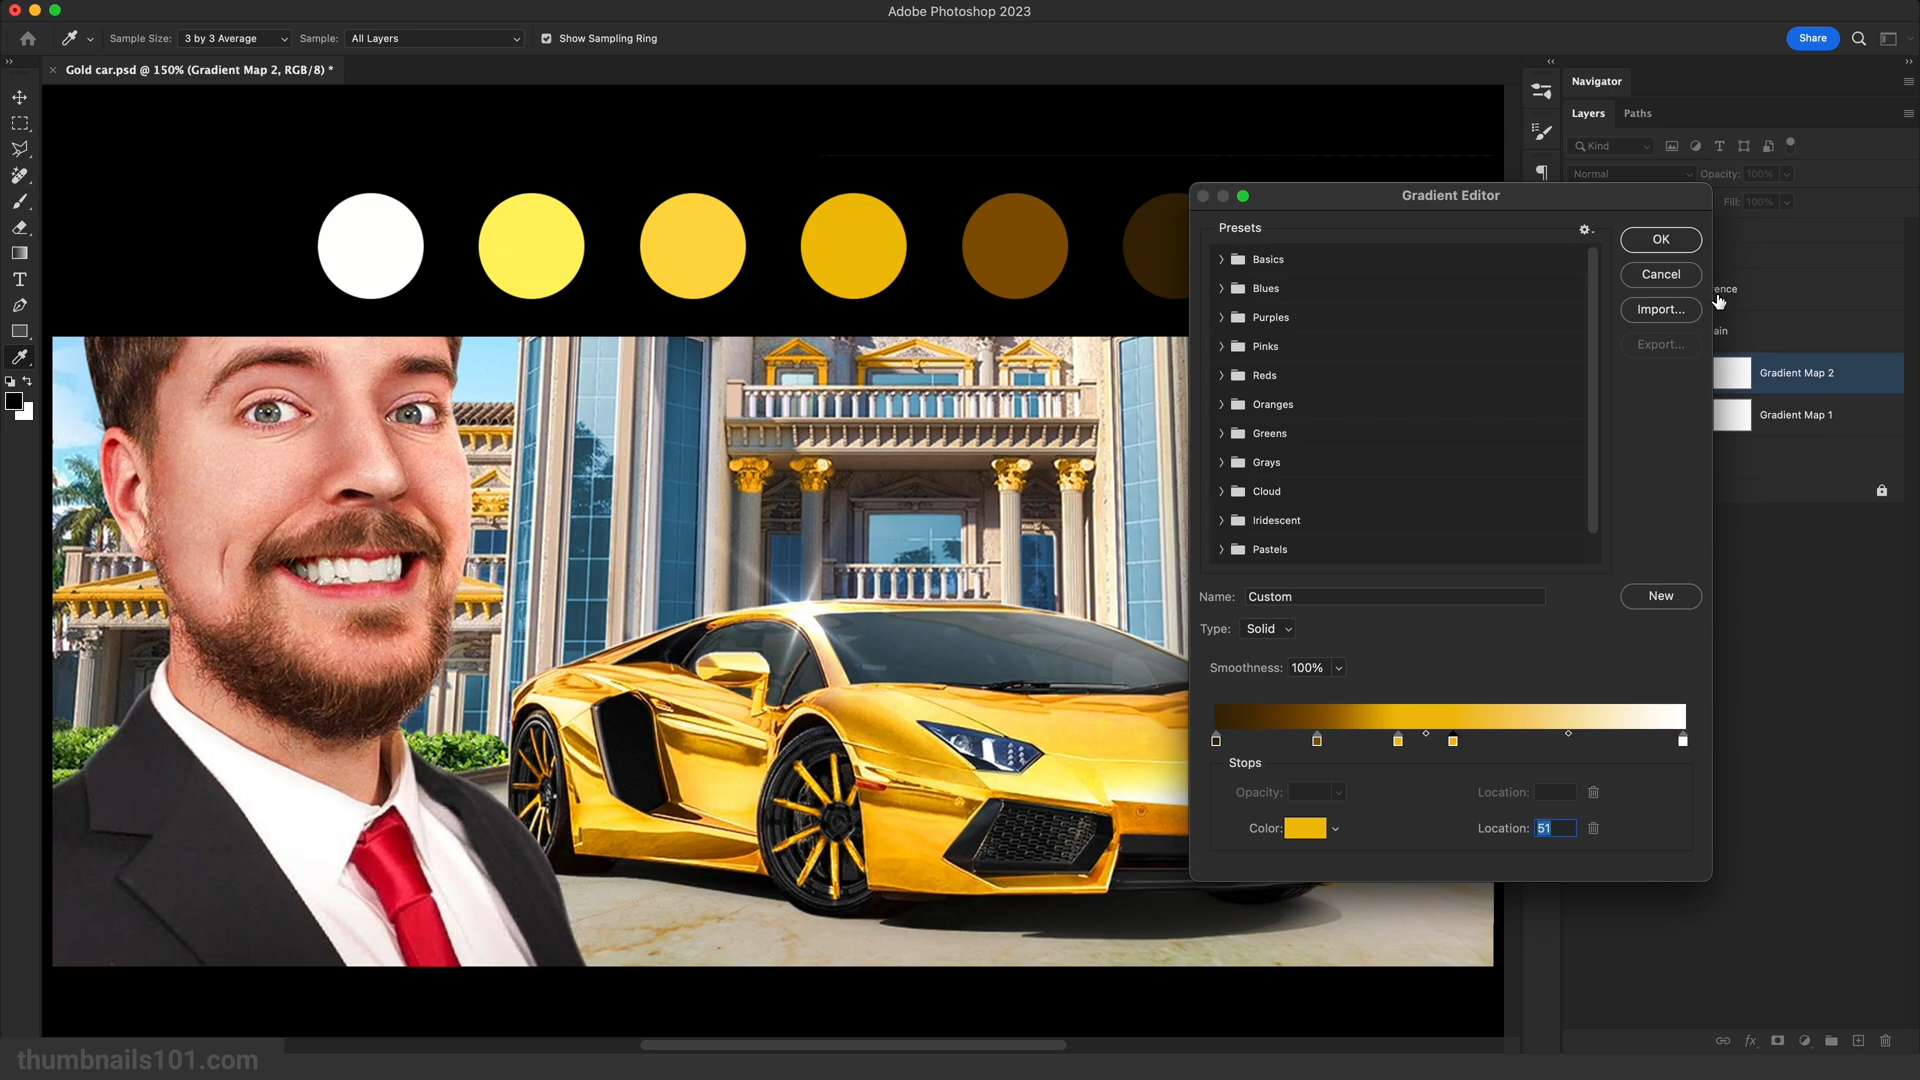 Adobe Photoshop 2023
Sample Size: 3 by 3 Average Sample: All Layers Show Sampling Ring Share
Gold car.psd @ 150% (Gradient Map 2, RGB/8) *
Navigator
Layers Paths
Kind
Normal Opacity: 100%
Fill: 100%
Gradient Editor
Presets
Basics
Blues
Purples
Pinks
Reds
Oranges
Greens
Grays
Cloud
Iridescent
Pastels
OK
Cancel
Import...
Export...
Name: Custom
New
Type: Solid
Smoothness: 100%
Stops
Opacity: Location:
Color: Location: 51
rence
ain
Gradient Map 2
Gradient Map 1
fx
thumbnails101.com